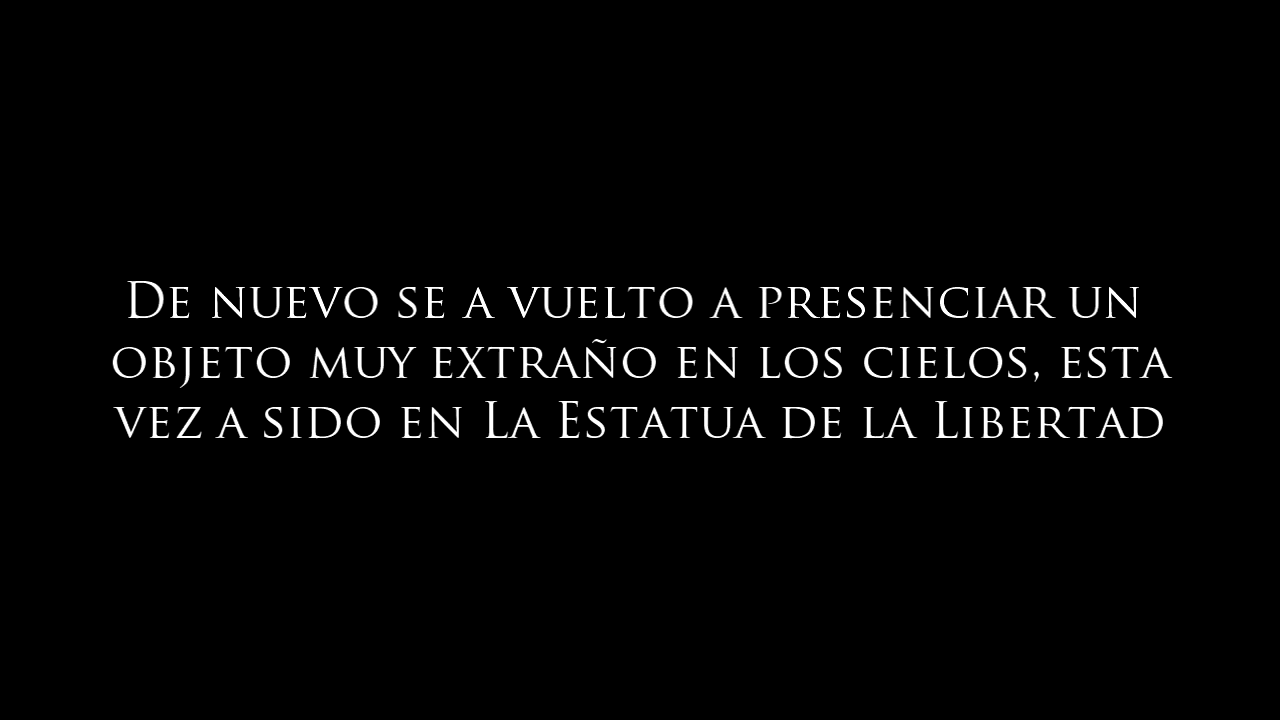 De nuevo se a vuelto a presenciar un
objeto muy extraño en los cielos, esta
vez a sido en La Estatua de la Libertad